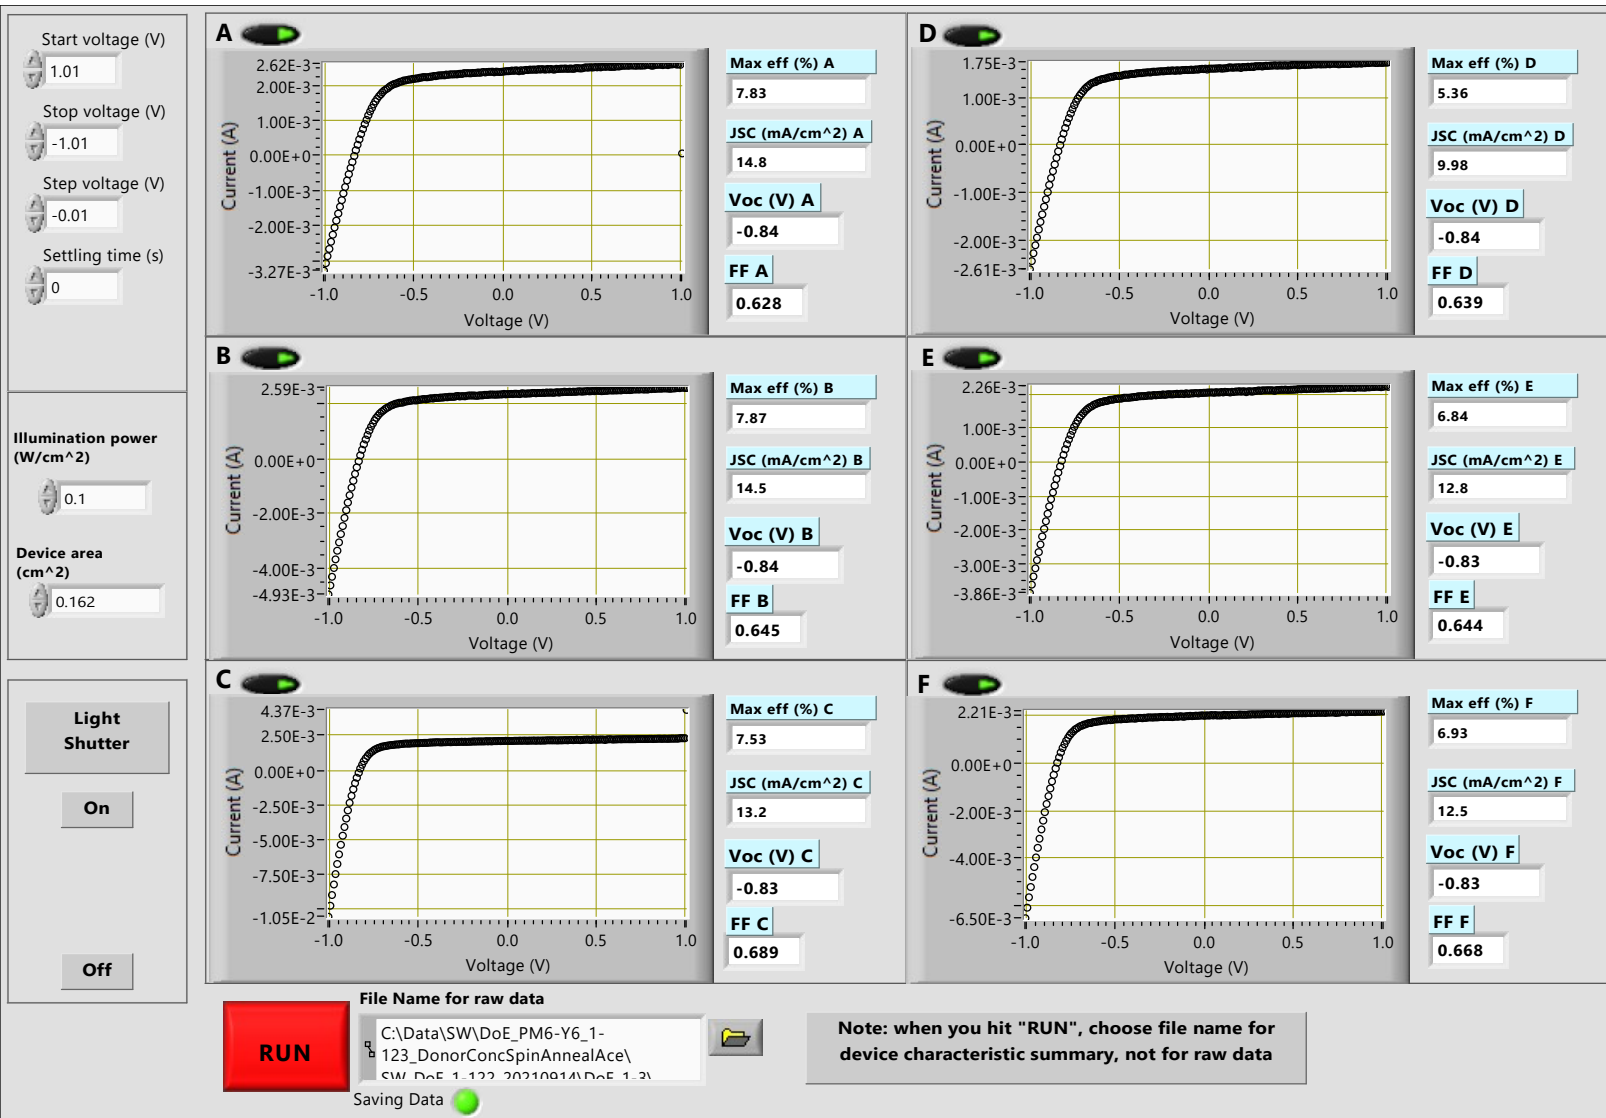 Start voltage (V)
1.01
Stop voltage (V)
-1.01
Step voltage (V)
-0.01
Settling time (s)
0
Illumination power
(W/cm^2)
0.1
Device area
(cm^2)
0.162
Light
Shutter
On
Off
A
2.62E-3
2.00E-3
1.00E-3
0.00E+0
-1.00E-3
-2.00E-3
-3.27E-3
Current (A)
-1.0 -0.5 0.0 0.5 1.0
Voltage (V)
Max eff (%) A
7.83
JSC (mA/cm^2) A
14.8
Voc (V) A
-0.84
FF A
0.628
D
1.75E-3
1.00E-3
0.00E+0
-1.00E-3
-2.00E-3
-2.61E-3
Current (A)
-1.0 -0.5 0.0 0.5 1.0
Voltage (V)
Max eff (%) D
5.36
JSC (mA/cm^2) D
9.98
Voc (V) D
-0.84
FF D
0.639
B
2.59E-3
0.00E+0
-2.00E-3
-4.00E-3
-4.93E-3
Current (A)
-1.0 -0.5 0.0 0.5 1.0
Voltage (V)
Max eff (%) B
7.87
JSC (mA/cm^2) B
14.5
Voc (V) B
-0.84
FF B
0.645
E
2.26E-3
1.00E-3
0.00E+0
-1.00E-3
-2.00E-3
-3.00E-3
-3.86E-3
Current (A)
-1.0 -0.5 0.0 0.5 1.0
Voltage (V)
Max eff (%) E
6.84
JSC (mA/cm^2) E
12.8
Voc (V) E
-0.83
FF E
0.644
C
4.37E-3
2.50E-3
0.00E+0
-2.50E-3
-5.00E-3
-7.50E-3
-1.05E-2
Current (A)
-1.0 -0.5 0.0 0.5 1.0
Voltage (V)
Max eff (%) C
7.53
JSC (mA/cm^2) C
13.2
Voc (V) C
-0.83
FF C
0.689
F
2.21E-3
0.00E+0
-2.00E-3
-4.00E-3
-6.50E-3
Current (A)
-1.0 -0.5 0.0 0.5 1.0
Voltage (V)
Max eff (%) F
6.93
JSC (mA/cm^2) F
12.5
Voc (V) F
-0.83
FF F
0.668
RUN
File Name for raw data
C:\Data\SW\DoE_PM6-Y6_1-
123_DonorConcSpinAnnealAce\
SW_DoE_1-122_20210914\DoE_1-3\
Saving Data
Note: when you hit "RUN", choose file name for
device characteristic summary, not for raw data